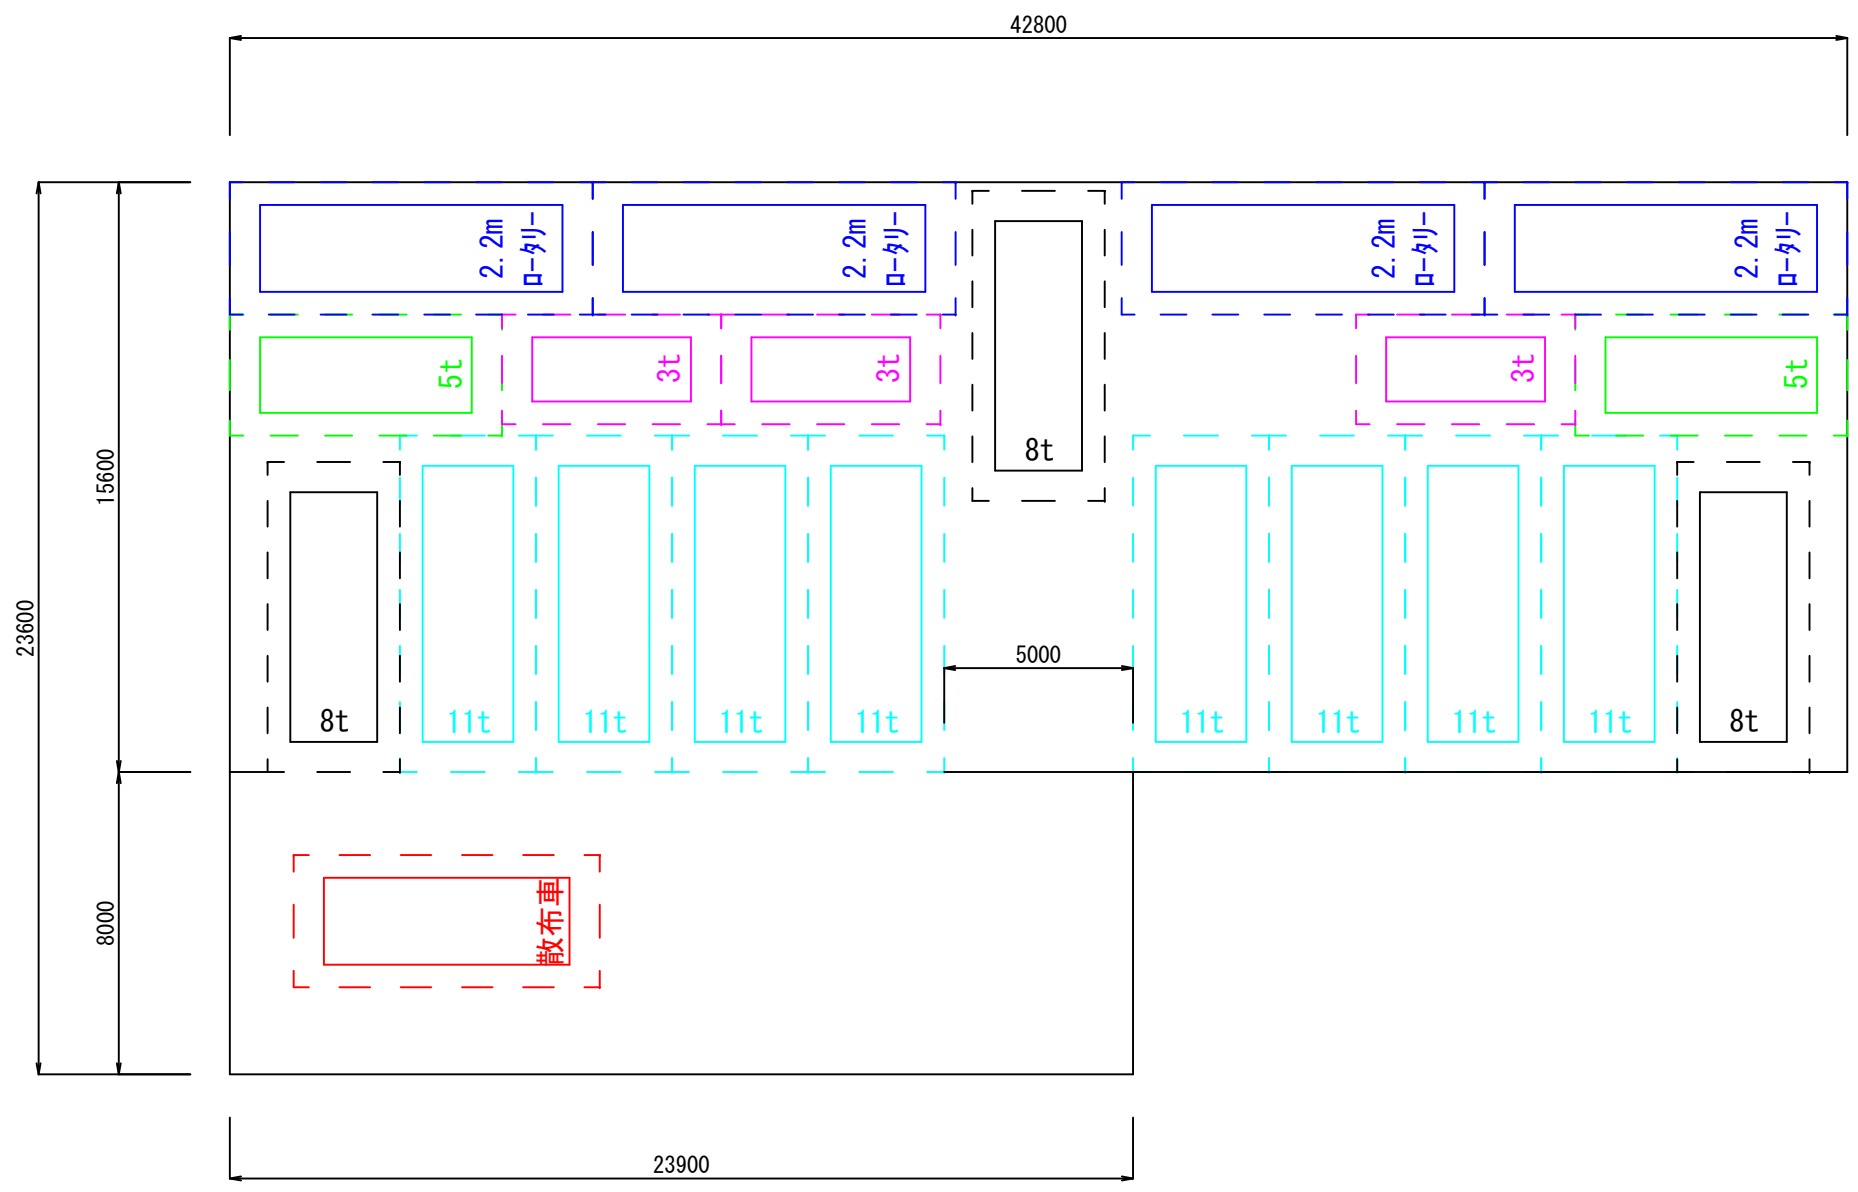 42800
2.2m
ロータリー
2.2m
ロータリー
2.2m
ロータリー
2.2m
ロータリー
5t
3t
3t
3t
5t
8t
15600
23600
5000
8t
11t
11t
11t
11t
11t
11t
11t
11t
8t
8000
散布車
23900